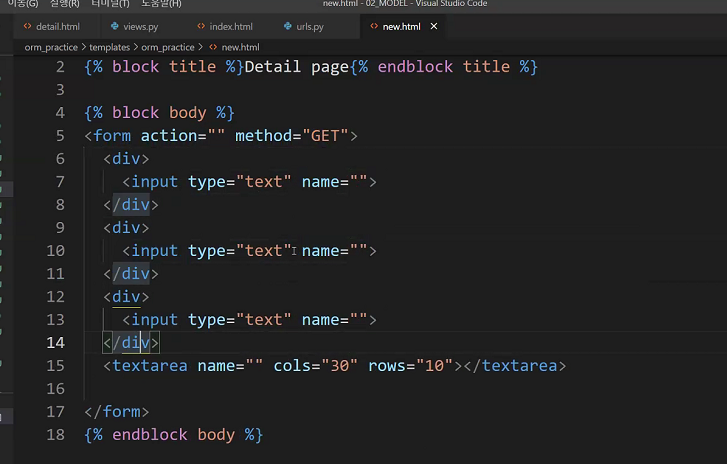 이동(G) 실행(R) 터미널(T) 도움말(H) new.html - 02_MODEL - Visual Studio Code
detail.html views.py index.html urls.py new.html
orm_practice > templates > orm_practice > new.html
2 {% block title %}Detail page{% endblock title %}
3
4 {% block body %}
5 <form action="" method="GET">
6 <div>
7 <input type="text" name="">
8 </div>
9 <div>
10 <input type="text" name="">
11 </div>
12 <div>
13 <input type="text" name="">
14 </div>
15 <textarea name="" cols="30" rows="10"></textarea>
16
17 </form>
18 {% endblock body %}